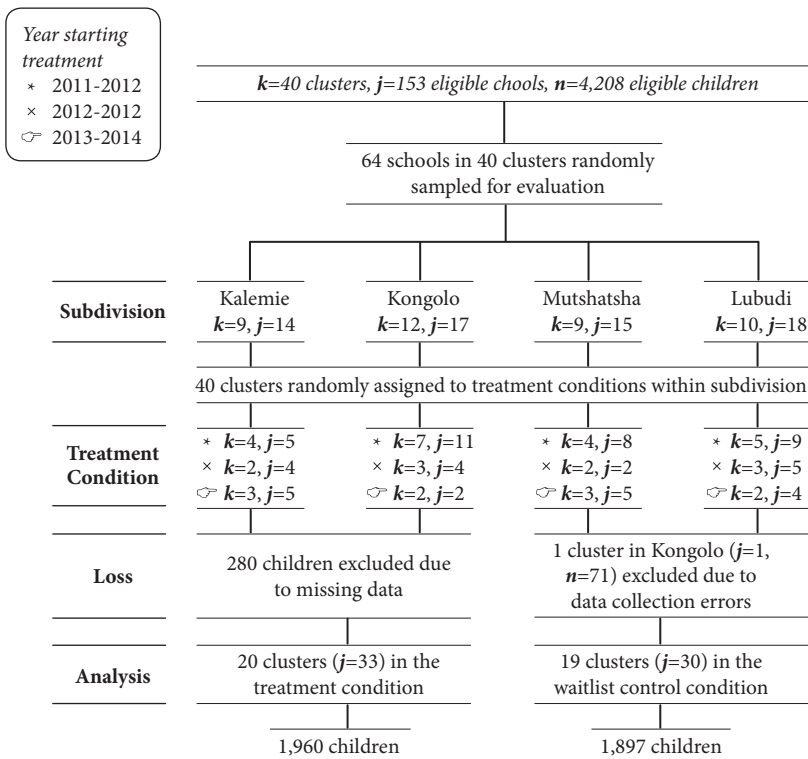 Year starting
treatment
* 2011-2012
× 2012-2012
☞ 2013-2014
k=40 clusters, j=153 eligible chools, n=4,208 eligible children
64 schools in 40 clusters randomly
sampled for evaluation
Subdivision
Kalemie
k=9, j=14
Kongolo
k=12, j=17
Mutshatsha
k=9, j=15
Lubudi
k=10, j=18
40 clusters randomly assigned to treatment conditions within subdivision
Treatment
Condition
* k=4, j=5
× k=2, j=4
☞ k=3, j=5
* k=7, j=11
× k=3, j=4
☞ k=2, j=2
* k=4, j=8
× k=2, j=2
☞ k=3, j=5
* k=5, j=9
× k=3, j=5
☞ k=2, j=4
Loss
280 children excluded due
to missing data
1 cluster in Kongolo (j=1,
n=71) excluded due to
data collection errors
Analysis
20 clusters (j=33) in the
treatment condition
19 clusters (j=30) in the
waitlist control condition
1,960 children
1,897 children